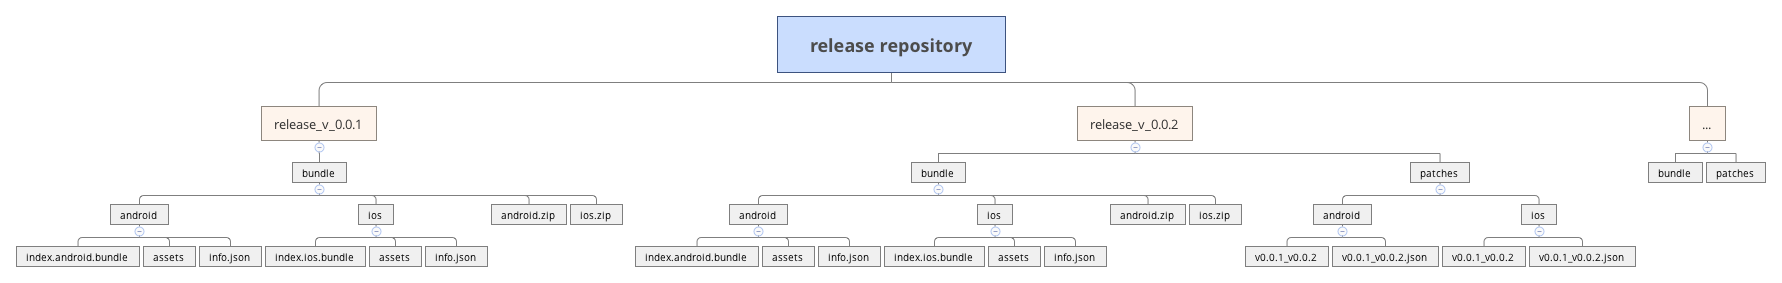 release repository
release_v_0.0.1
release_v_0.0.2
...
bundle
bundle
patches
bundle
patches
android
ios
android.zip
ios.zip
android
ios
android.zip
ios.zip
android
ios
index.android.bundle
assets
info.json
index.ios.bundle
assets
info.json
index.android.bundle
assets
info.json
index.ios.bundle
assets
info.json
v0.0.1_v0.0.2
v0.0.1_v0.0.2.json
v0.0.1_v0.0.2
v0.0.1_v0.0.2.json